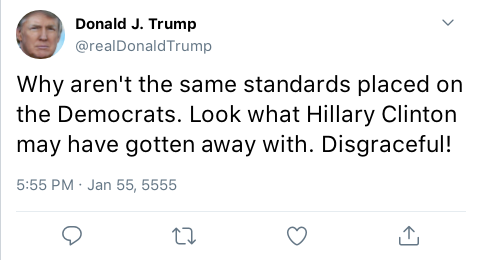 Donald J. Trump
@realDonaldTrump
Why aren't the same standards placed on
the Democrats. Look what Hillary Clinton
may have gotten away with. Disgraceful!
5:55 PM · Jan 55, 5555